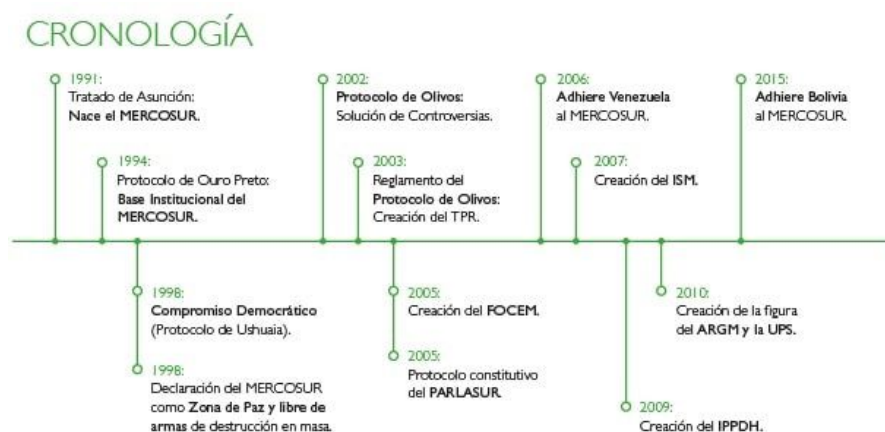 CRONOLOGÍA
1991:
Tratado de Asunción:
Nace el MERCOSUR.
1994:
Protocolo de Ouro Preto:
Base Institucional del
MERCOSUR.
1998:
Compromiso Democrático
(Protocolo de Ushuaia).
1998:
Declaración del MERCOSUR
como Zona de Paz y libre de
armas de destrucción en masa.
2002:
Protocolo de Olivos:
Solución de Controversias.
2003:
Reglamento del
Protocolo de Olivos:
Creación del TPR.
2005:
Creación del FOCEM.
2005:
Protocolo constitutivo
del PARLASUR
2006:
Adhiere Venezuela
al MERCOSUR.
2007:
Creación del ISM.
2009:
Creación del IPPDH.
2010:
Creación de la figura
del ARGM y la UPS.
2015:
Adhiere Bolivia
al MERCOSUR.